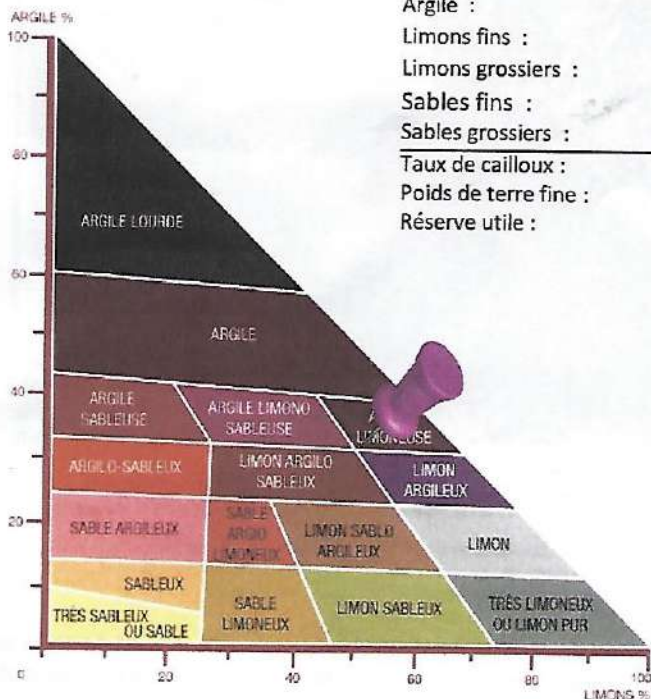 ARGILE %
Argile :
Limons fins :
Limons grossiers :
Sables fins :
Sables grossiers :
Taux de cailloux :
Poids de terre fine :
Réserve utile :
100
80
60
40
20
0
ARGILE LOURDE
ARGILE
ARGILE
SABLEUSE
ARGILE LIMONO
SABLEUSE
LIMONEUSE
ARGILO-SABLEUX
LIMON ARGILO
SABLEUX
LIMON
ARGILEUX
SABLE ARGILEUX
SABLE
ARGIO
LIMONEUX
LIMON SABLO
ARGILEUX
LIMON
SABLEUX
TRÈS SABLEUX
OU SABLE
SABLE
LIMONEUX
LIMON SABLEUX
TRÈS LIMONEUX
OU LIMON PUR
20
40
60
80
100
LIMONS %